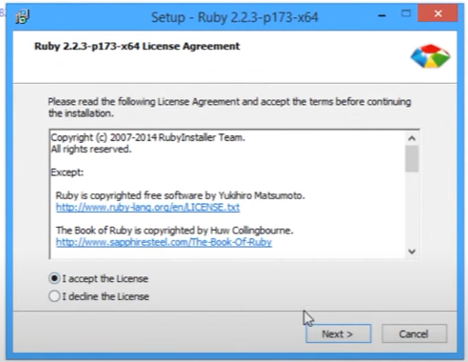 Setup - Ruby 2.2.3-p173-x64
Ruby 2.2.3-p173-x64 License Agreement
Please read the following License Agreement and accept the terms before continuing
the installation.
Copyright (c) 2007-2014 RubyInstaller Team.
All rights reserved.
Except:
Ruby is copyrighted free software by Yukihiro Matsumoto.
http://www.ruby-lang.org/en/LICENSE.txt
The Book of Ruby is copyrighted by Huw Collingbourne.
http://www.sapphiresteel.com/The-Book-Of-Ruby
I accept the License
I decline the License
Next >
Cancel